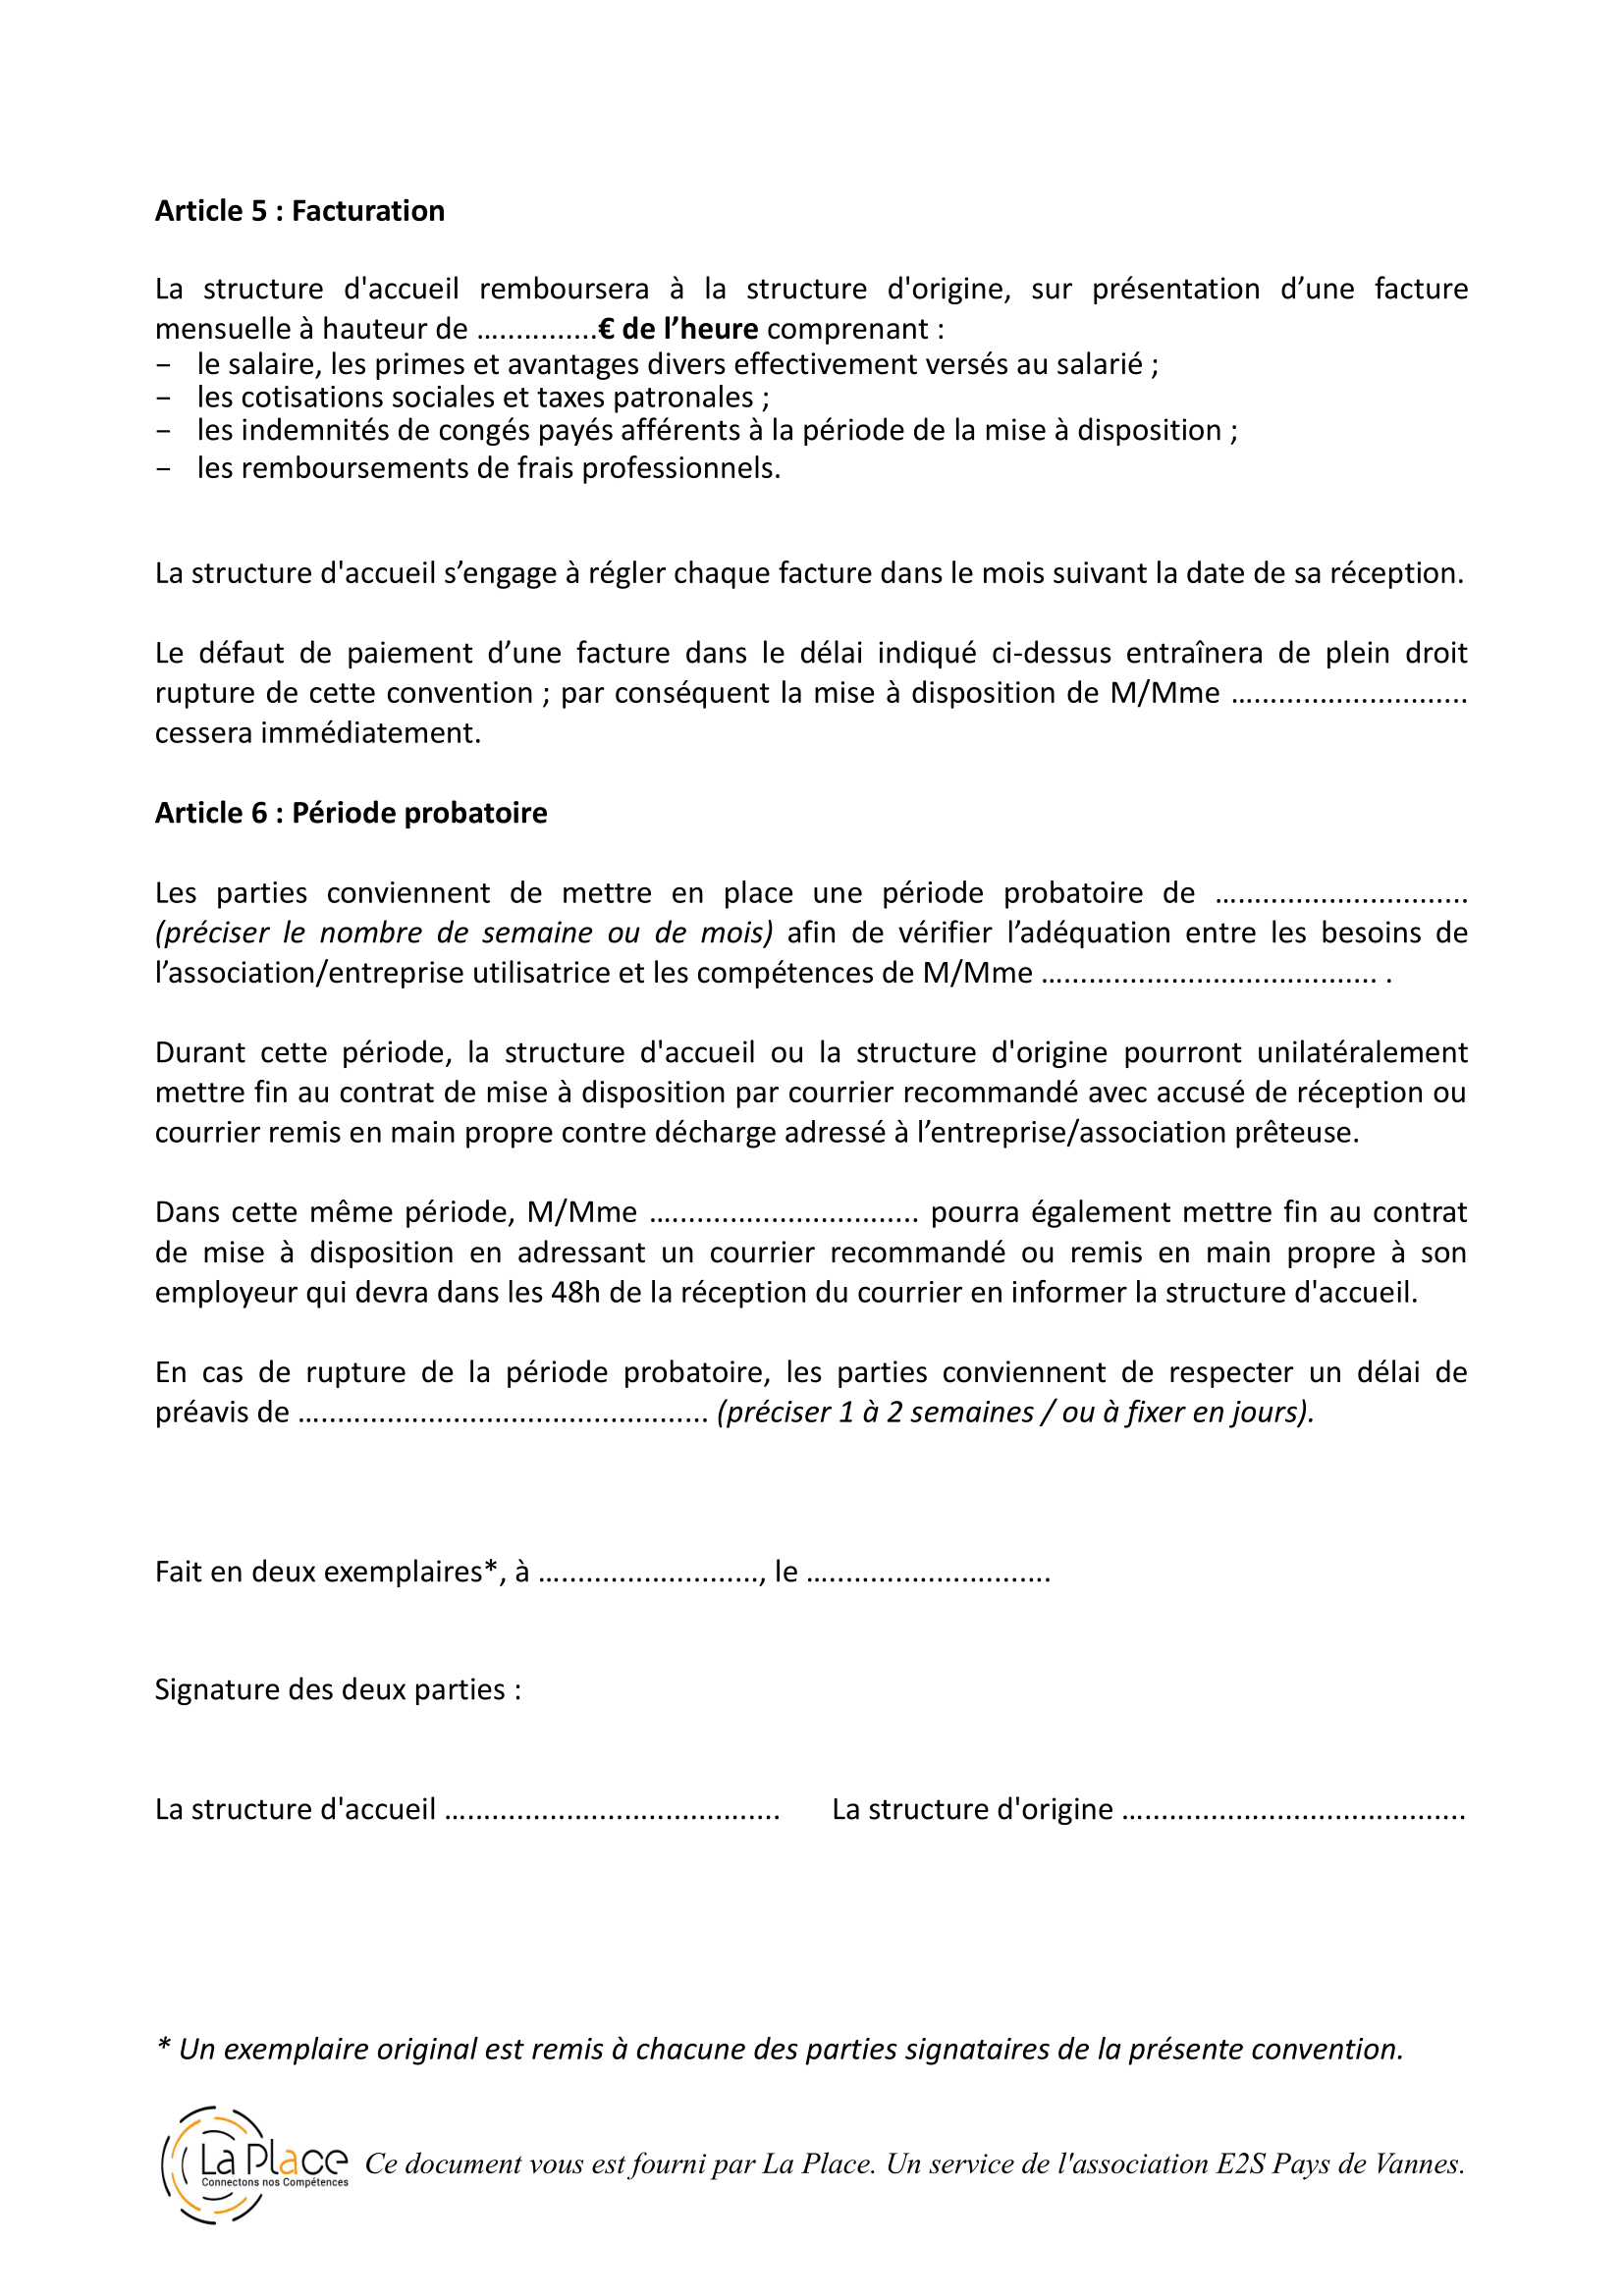 Article 5 : Facturation
La structure d'accueil remboursera à la structure d'origine, sur présentation d’une facture
mensuelle à hauteur de ................€ de l’heure comprenant :
− le salaire, les primes et avantages divers effectivement versés au salarié ;
− les cotisations sociales et taxes patronales ;
− les indemnités de congés payés afférents à la période de la mise à disposition ;
− les remboursements de frais professionnels.
La structure d'accueil s’engage à régler chaque facture dans le mois suivant la date de sa réception.
Le défaut de paiement d’une facture dans le délai indiqué ci-dessus entraînera de plein droit
rupture de cette convention ; par conséquent la mise à disposition de M/Mme .............................
cessera immédiatement.
Article 6 : Période probatoire
Les parties conviennent de mettre en place une période probatoire de ...............................
(préciser le nombre de semaine ou de mois) afin de vérifier l’adéquation entre les besoins de
l’association/entreprise utilisatrice et les compétences de M/Mme ......................................... .
Durant cette période, la structure d'accueil ou la structure d'origine pourront unilatéralement
mettre fin au contrat de mise à disposition par courrier recommandé avec accusé de réception ou
courrier remis en main propre contre décharge adressé à l’entreprise/association prêteuse.
Dans cette même période, M/Mme ................................. pourra également mettre fin au contrat
de mise à disposition en adressant un courrier recommandé ou remis en main propre à son
employeur qui devra dans les 48h de la réception du courrier en informer la structure d'accueil.
En cas de rupture de la période probatoire, les parties conviennent de respecter un délai de
préavis de .................................................. (préciser 1 à 2 semaines / ou à fixer en jours).
Fait en deux exemplaires*, à ..........................., le ..............................
Signature des deux parties :
La structure d'accueil ......................................... La structure d'origine ..........................................
* Un exemplaire original est remis à chacune des parties signataires de la présente convention.
La Place
Connectons nos Compétences
Ce document vous est fourni par La Place. Un service de l'association E2S Pays de Vannes.